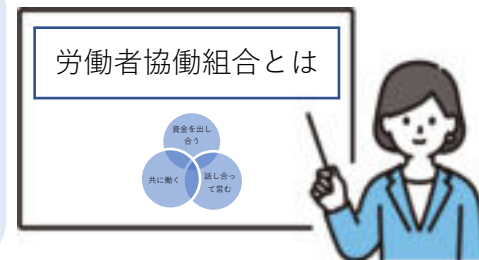 労働者協働組合とは
資金を出し
合う
共に働く
話し合っ
て営む